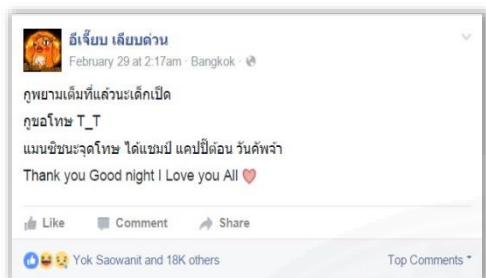 อีเจี๊ยบ เลียบด่วน
February 29 at 2:17am · Bangkok ·
กูพยามเต็มที่แล้วนะเด็กเป็ด
กูขอโทษ T_T
แมนซิชนะจุดโทษ ได้แชมป์ แคปปิตัอน วันคัพจ้า
Thank you Good night I Love you All
Like Comment Share
Yok Saowanit and 18K others Top Comments